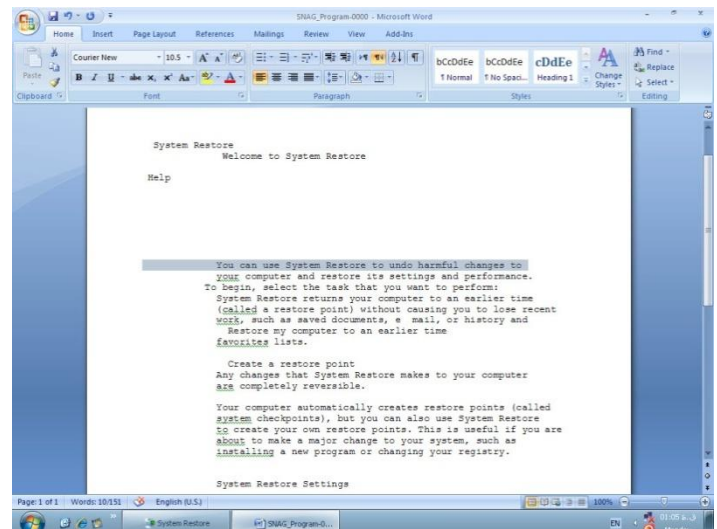 SNAG_Program-0000 - Microsoft Word
Home Insert Page Layout References Mailings Review View Add-Ins
Paste
Courier New 10.5
bCcDdEe bCcDdEe cDdEe
¶ Normal ¶ No Spaci... Heading 1
Change Styles
Find
Replace
Select
Clipboard Font Paragraph Styles Editing
System Restore
Welcome to System Restore
Help
You can use System Restore to undo harmful changes to
your computer and restore its settings and performance.
To begin, select the task that you want to perform:
System Restore returns your computer to an earlier time
(called a restore point) without causing you to lose recent
work, such as saved documents, e mail, or history and
Restore my computer to an earlier time
favorites lists.
Create a restore point
Any changes that System Restore makes to your computer
are completely reversible.
Your computer automatically creates restore points (called
system checkpoints), but you can also use System Restore
to create your own restore points. This is useful if you are
about to make a major change to your system, such as
installing a new program or changing your registry.
System Restore Settings
Page: 1 of 1 Words: 10/151 English (U.S.) 100%
System Restore SNAG_Program-0... EN 01:05